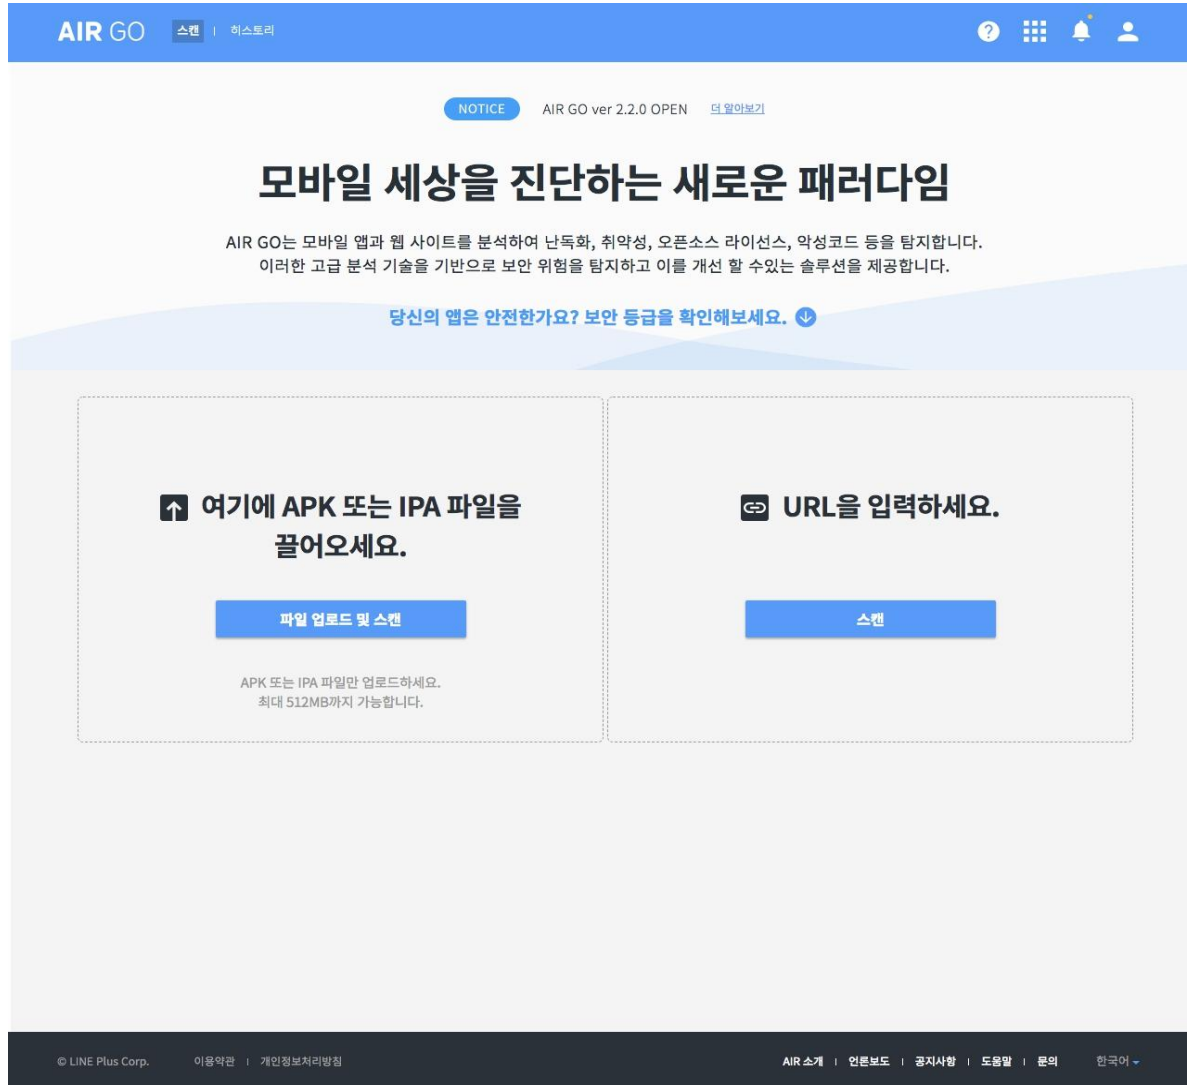 AIR GO 스캔 히스토리
NOTICE AIR GO ver 2.2.0 OPEN 더 알아보기
모바일 세상을 진단하는 새로운 패러다임
AIR GO는 모바일 앱과 웹 사이트를 분석하여 난독화, 취약성, 오픈소스 라이선스, 악성코드 등을 탐지합니다.
이러한 고급 분석 기술을 기반으로 보안 위험을 탐지하고 이를 개선 할 수있는 솔루션을 제공합니다.
당신의 앱은 안전한가요? 보안 등급을 확인해보세요.
여기에 APK 또는 IPA 파일을
끌어오세요.
파일 업로드 및 스캔
APK 또는 IPA 파일만 업로드하세요.
최대 512MB까지 가능합니다.
URL을 입력하세요.
스캔
© LINE Plus Corp. 이용약관 개인정보처리방침 AIR 소개 언론보도 공지사항 도움말 문의 한국어